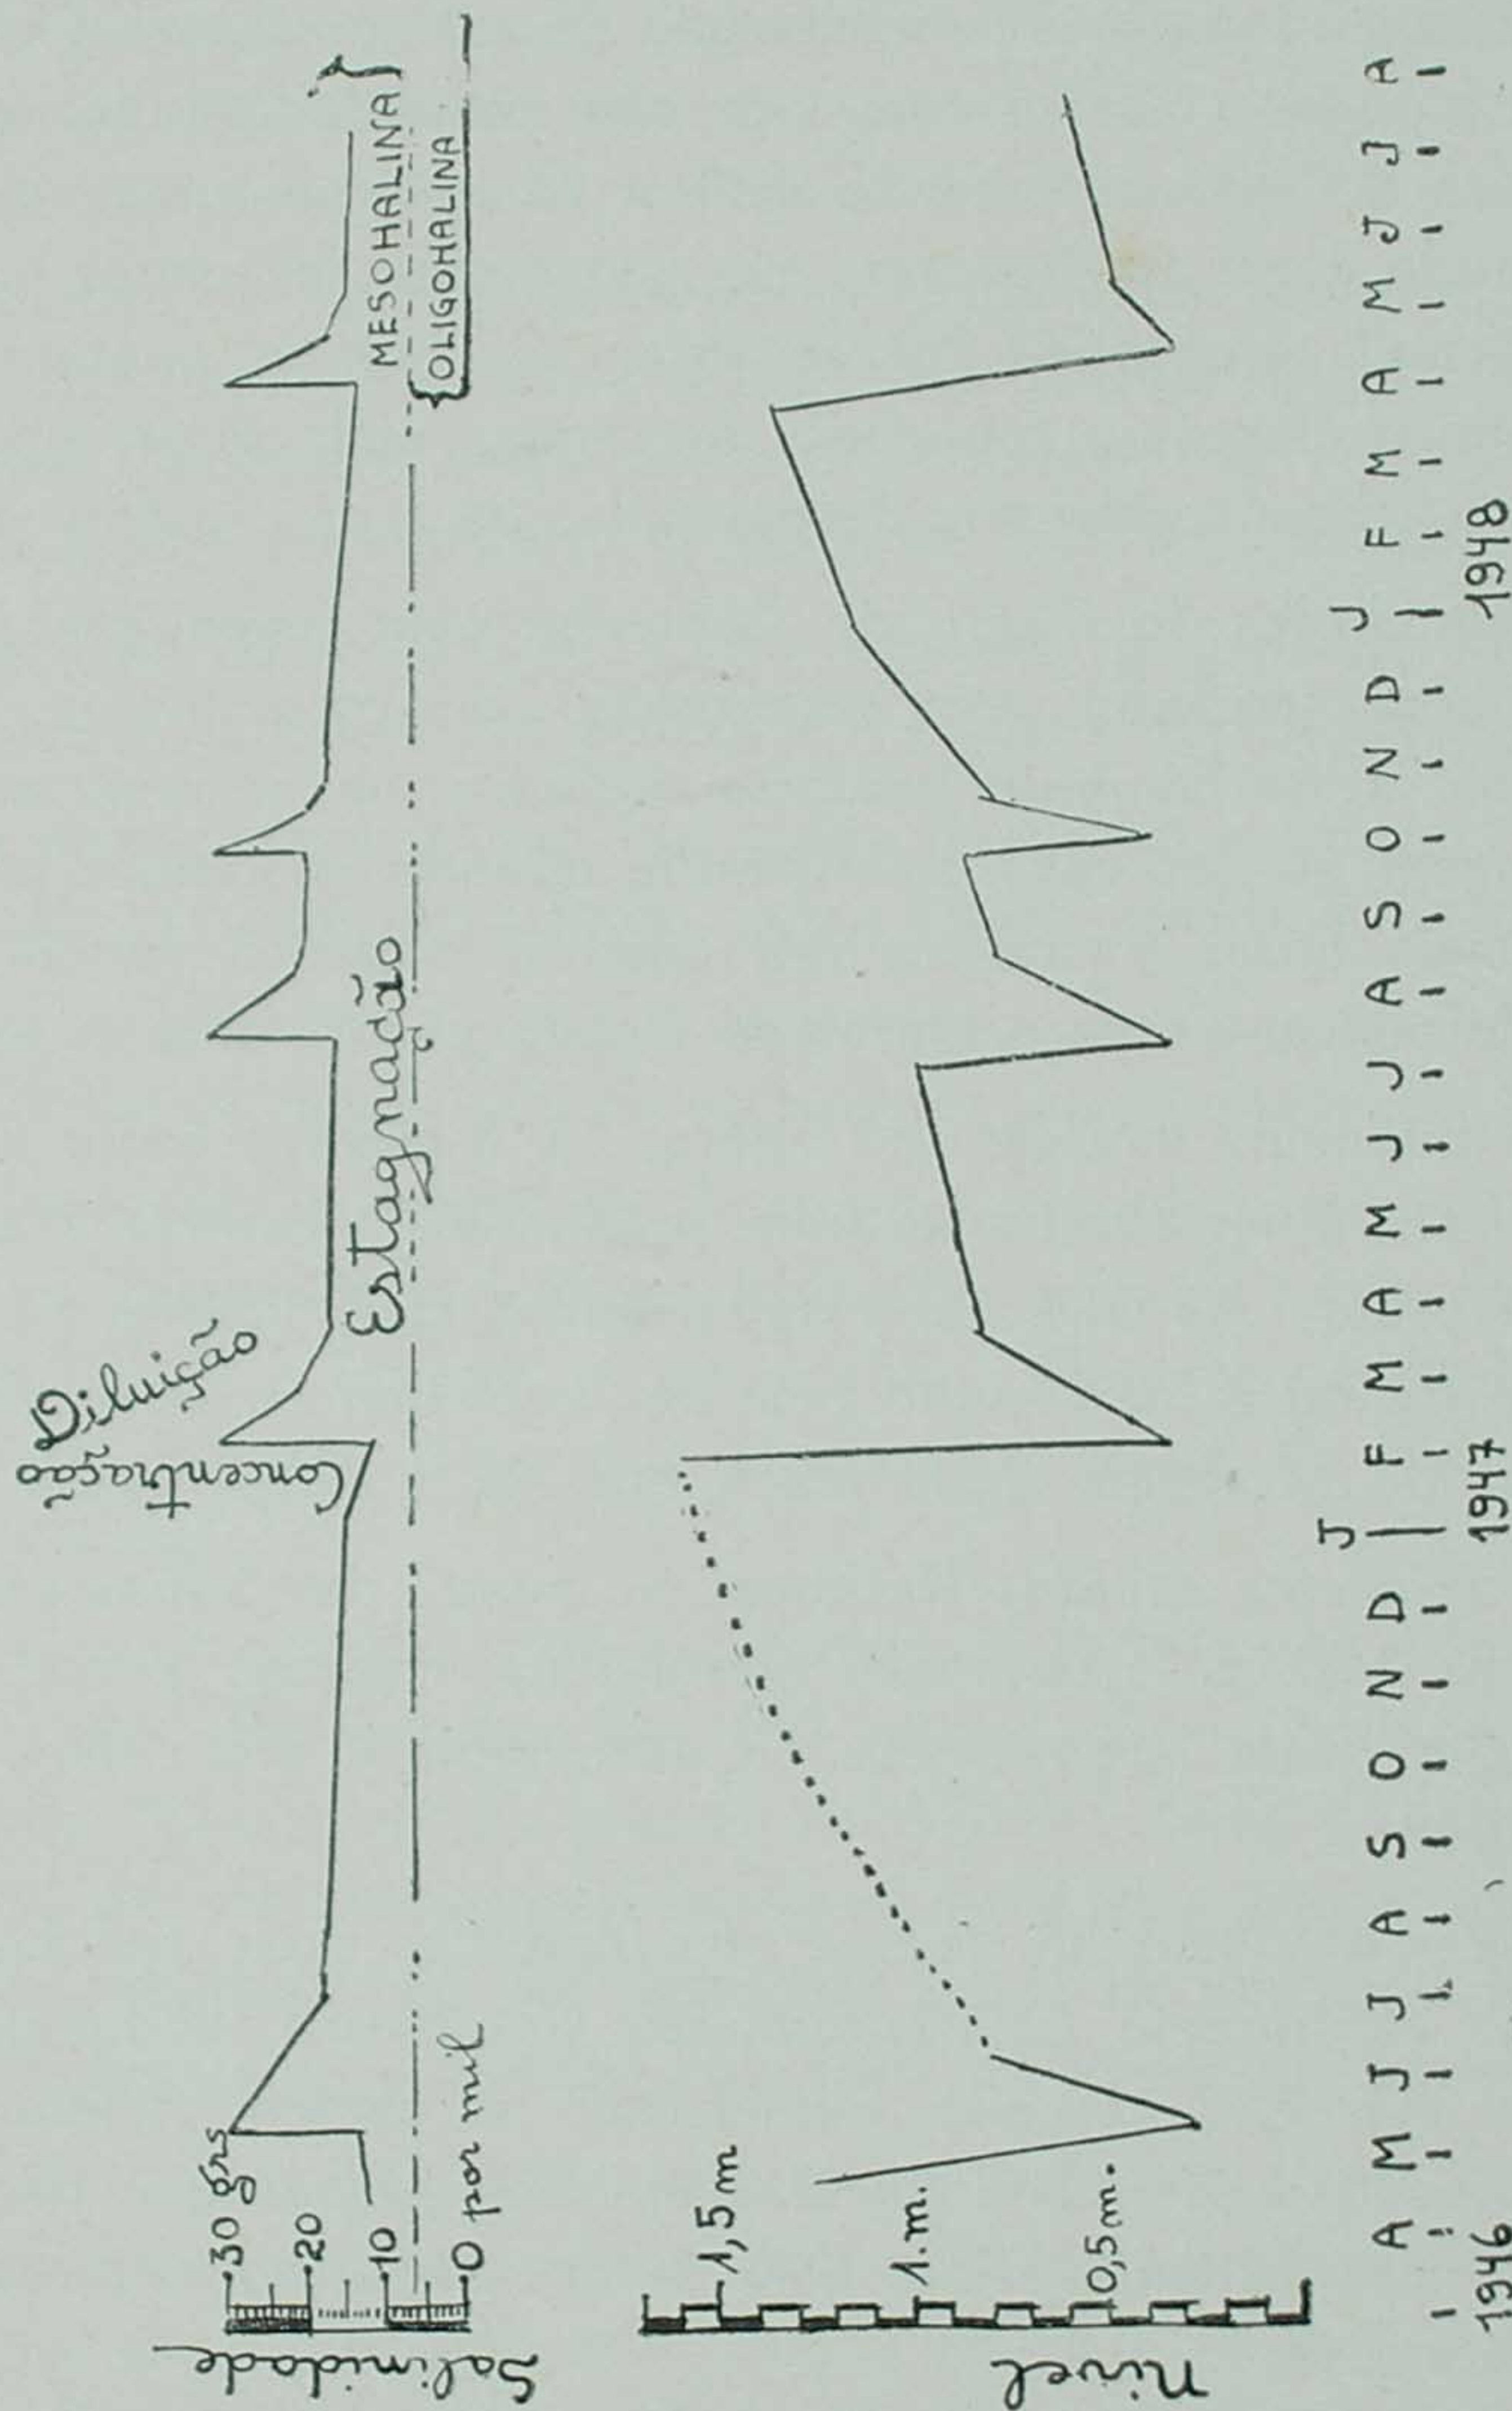 Salinidade
30 grs
20
10
0 por mil
Concentração
Diluição
Estagnação
MESOHALINA
OLIGOHALINA
Nivel
1,5 m
1. m.
0,5 m.
A M J J A S O N D J F M A M J J A S O N D J F M A M J J A
1946 1947 1948